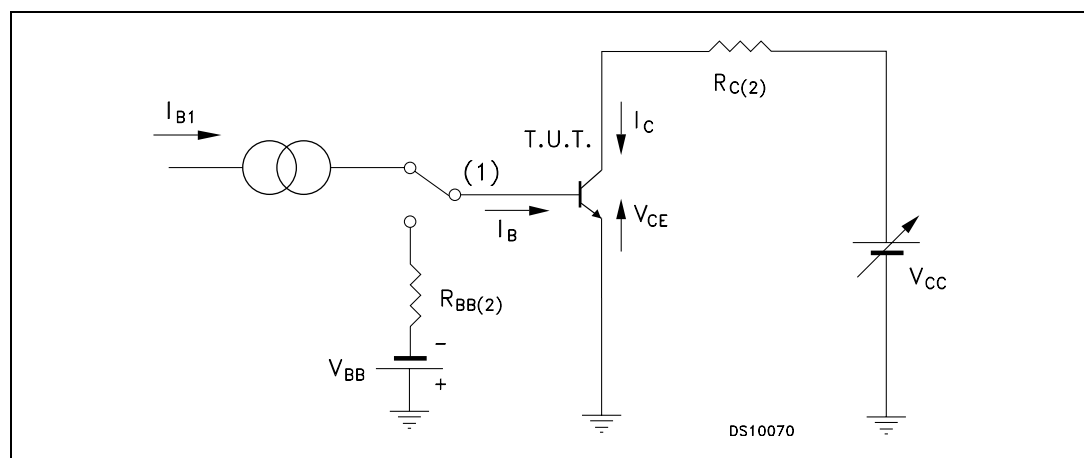 I_B1
(1)
I_B
T.U.T.
I_C
V_CE
R_C(2)
V_CC
R_BB(2)
V_BB
-
+
DS10070